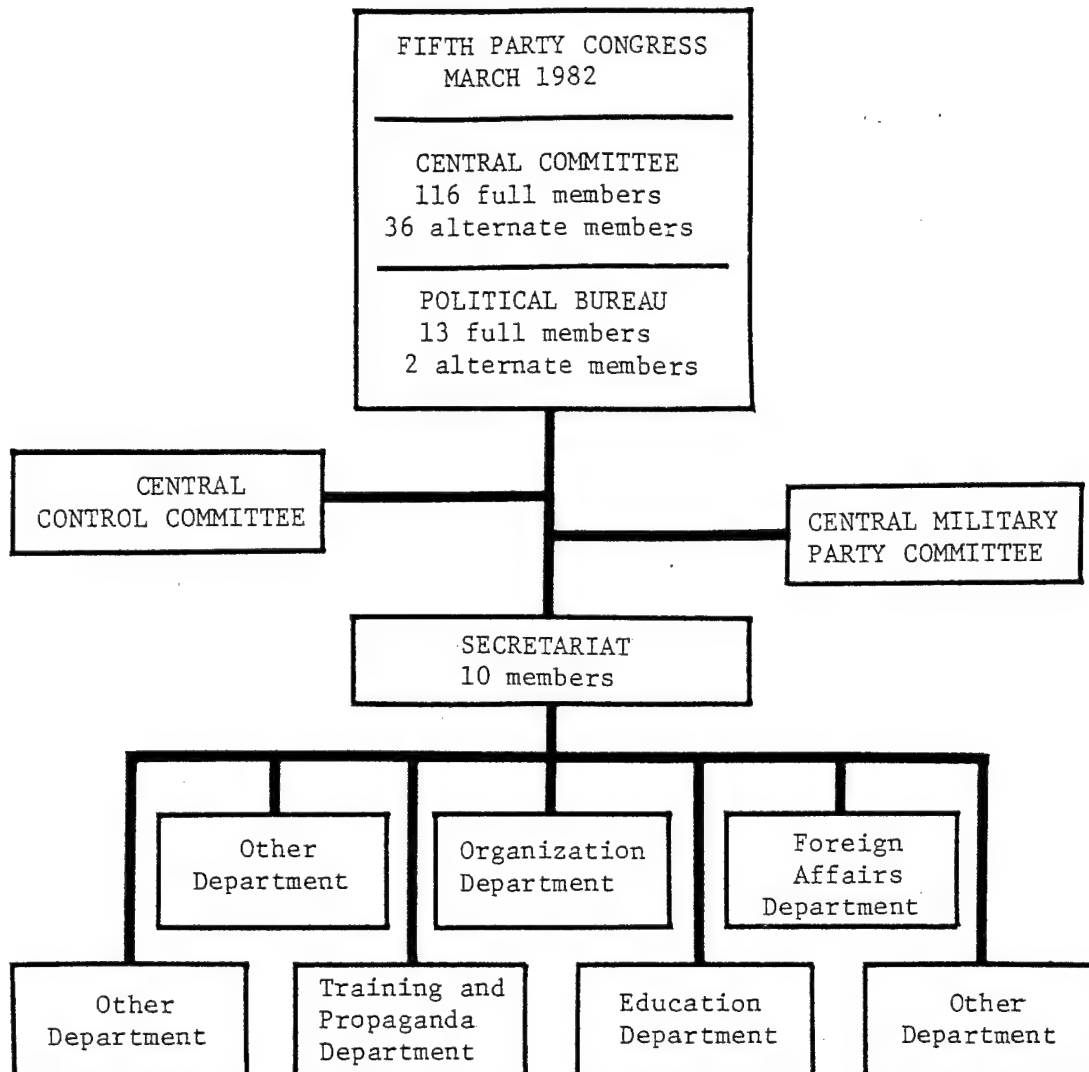 FIFTH PARTY CONGRESS
MARCH 1982
CENTRAL COMMITTEE
116 full members
36 alternate members
POLITICAL BUREAU
13 full members
2 alternate members
CENTRAL
CONTROL COMMITTEE
CENTRAL MILITARY
PARTY COMMITTEE
SECRETARIAT
10 members
Other
Department
Organization
Department
Foreign
Affairs
Department
Other
Department
Training and
Propaganda
Department
Education
Department
Other
Department